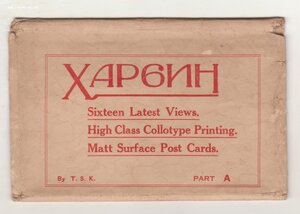 ХАРБИН
Sixteen Latest Views.
High Class Collotype Printing.
Matt Surface Post Cards.
By T. S. K.
PART A